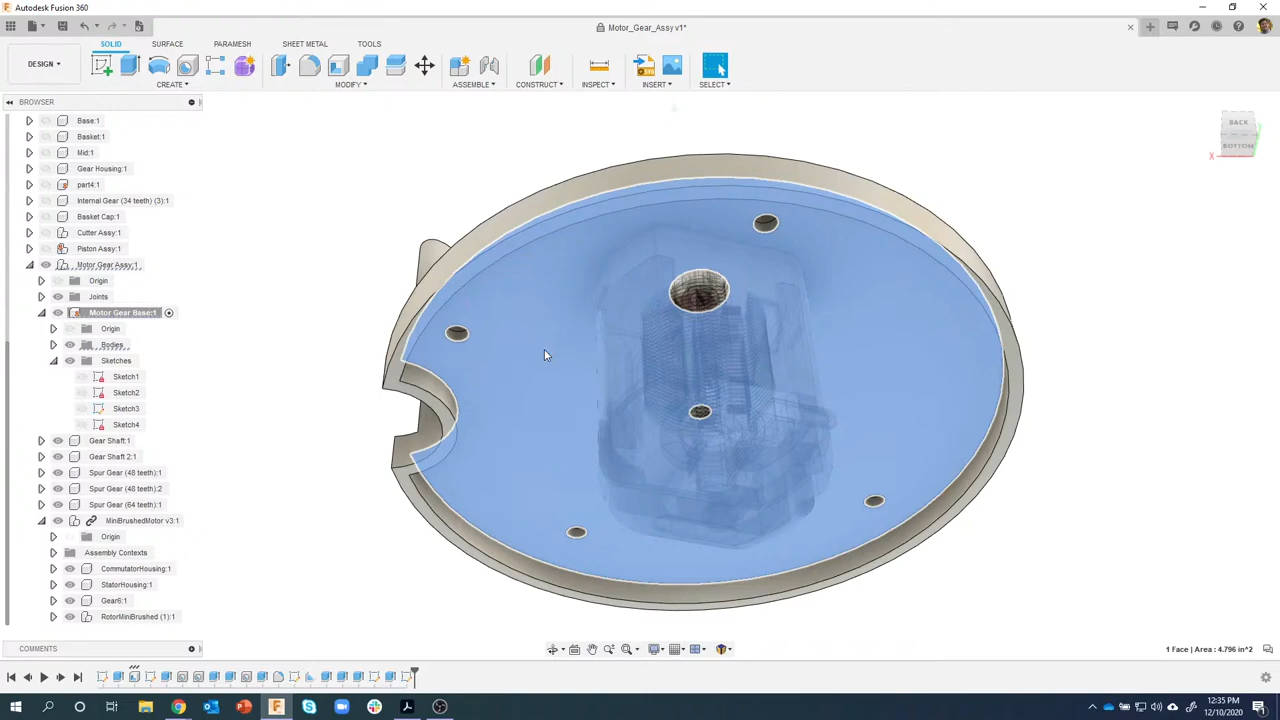 Autodesk Fusion 360
Motor_Gear_Assy v1*
DESIGN
SOLID
SURFACE
PARAMESH
SHEET METAL
TOOLS
CREATE
MODIFY
ASSEMBLE
CONSTRUCT
INSPECT
INSERT
SELECT
BROWSER
Base:1
Basket:1
Mid:1
Gear Housing:1
part4:1
Internal Gear (34 teeth) (3):1
Basket Cap:1
Cutter Assy:1
Piston Assy:1
Motor Gear Assy:1
Origin
Joints
Motor Gear Base:1
Origin
Bodies
Sketches
Sketch1
Sketch2
Sketch3
Sketch4
Gear Shaft:1
Gear Shaft 2:1
Spur Gear (48 teeth):1
Spur Gear (48 teeth):2
Spur Gear (64 teeth):1
MiniBrushedMotor v3:1
Origin
Assembly Contexts
CommutatorHousing:1
StatorHousing:1
Gear6:1
RotorMiniBrushed (1):1
BACK
BOTTOM
X
COMMENTS
1 Face | Area : 4.796 in^2
12:35 PM
12/10/2020